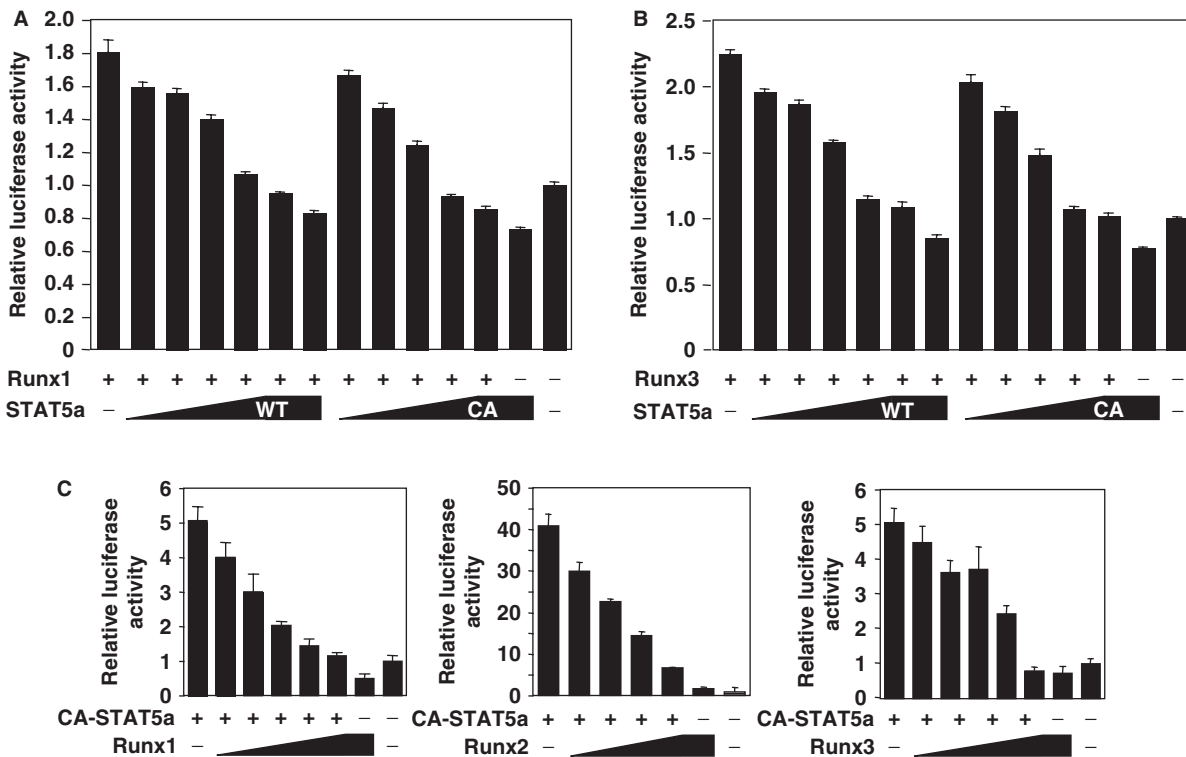 A
Relative luciferase activity
2.0
1.8
1.6
1.4
1.2
1.0
0.8
0.6
0.4
0.2
0
Runx1 + + + + + + + + + + + + – –
STAT5a – WT CA –
B
Relative luciferase activity
2.5
2.0
1.5
1.0
0.5
0
Runx3 + + + + + + + + + + + + – –
STAT5a – WT CA –
C
Relative luciferase
activity
6
5
4
3
2
1
0
CA-STAT5a + + + + + + – –
Runx1 – –
Relative luciferase
activity
50
40
30
20
10
0
CA-STAT5a + + + + + – –
Runx2 – –
Relative luciferase
activity
6
5
4
3
2
1
0
CA-STAT5a + + + + + – –
Runx3 – –